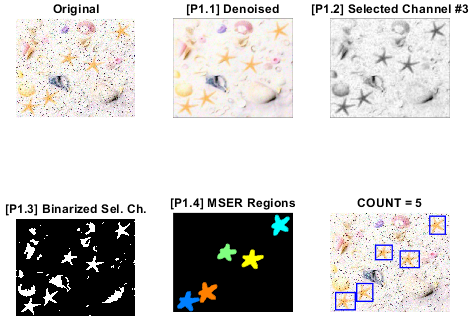 Original
[P1.1] Denoised
[P1.2] Selected Channel #3
[P1.3] Binarized Sel. Ch.
[P1.4] MSER Regions
COUNT = 5